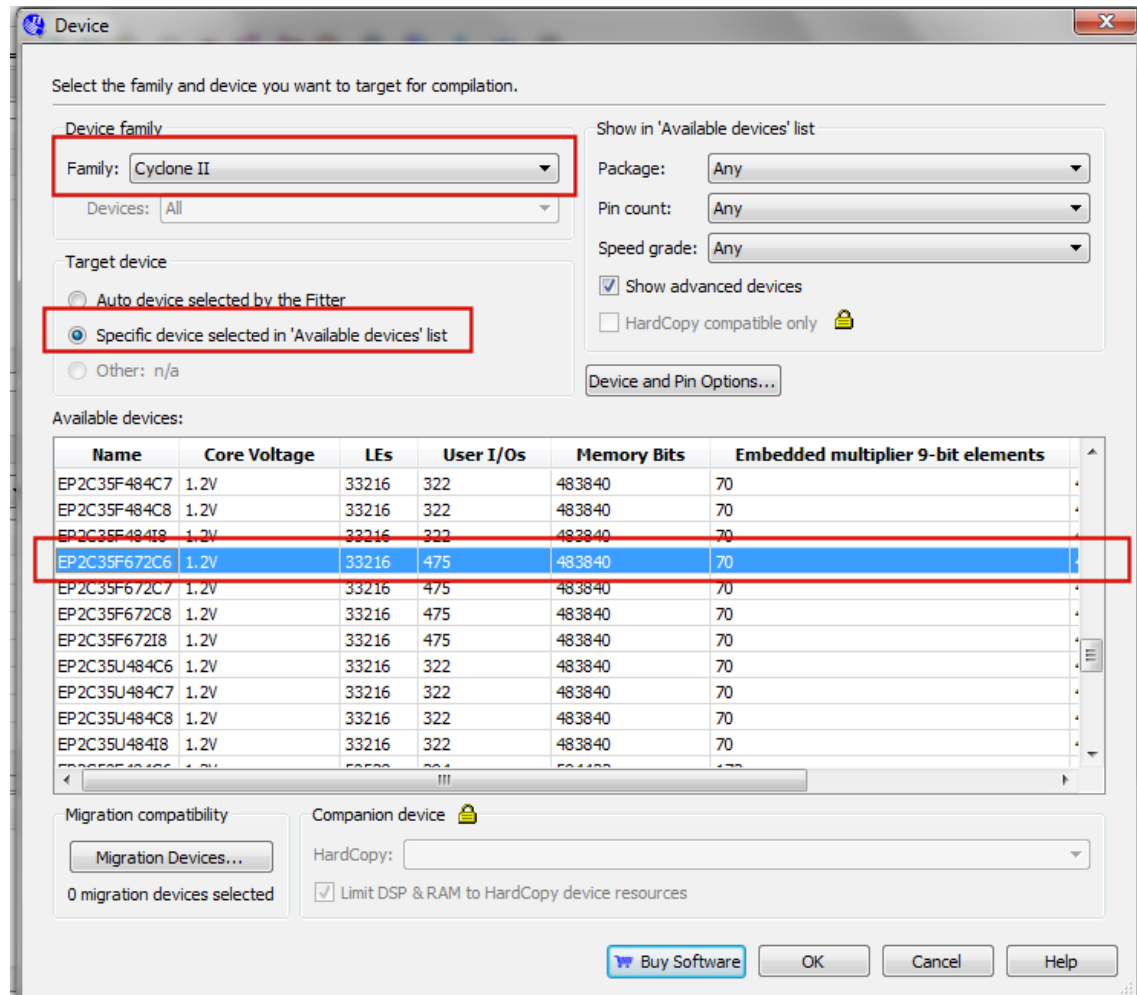 Device
Select the family and device you want to target for compilation.
Device family
Family: Cyclone II
Devices: All
Show in 'Available devices' list
Package: Any
Pin count: Any
Speed grade: Any
Show advanced devices
HardCopy compatible only
Target device
Auto device selected by the Fitter
Specific device selected in 'Available devices' list
Other: n/a
Device and Pin Options...
Available devices:
Name Core Voltage LEs User I/Os Memory Bits Embedded multiplier 9-bit elements
EP2C35F484C7 1.2V 33216 322 483840 70
EP2C35F484C8 1.2V 33216 322 483840 70
EP2C35F484I8 1.2V 33216 322 483840 70
EP2C35F672C6 1.2V 33216 475 483840 70
EP2C35F672C7 1.2V 33216 475 483840 70
EP2C35F672C8 1.2V 33216 475 483840 70
EP2C35F672I8 1.2V 33216 475 483840 70
EP2C35U484C6 1.2V 33216 322 483840 70
EP2C35U484C7 1.2V 33216 322 483840 70
EP2C35U484C8 1.2V 33216 322 483840 70
EP2C35U484I8 1.2V 33216 322 483840 70
Migration compatibility
Migration Devices...
0 migration devices selected
Companion device
HardCopy:
Limit DSP & RAM to HardCopy device resources
Buy Software
OK
Cancel
Help